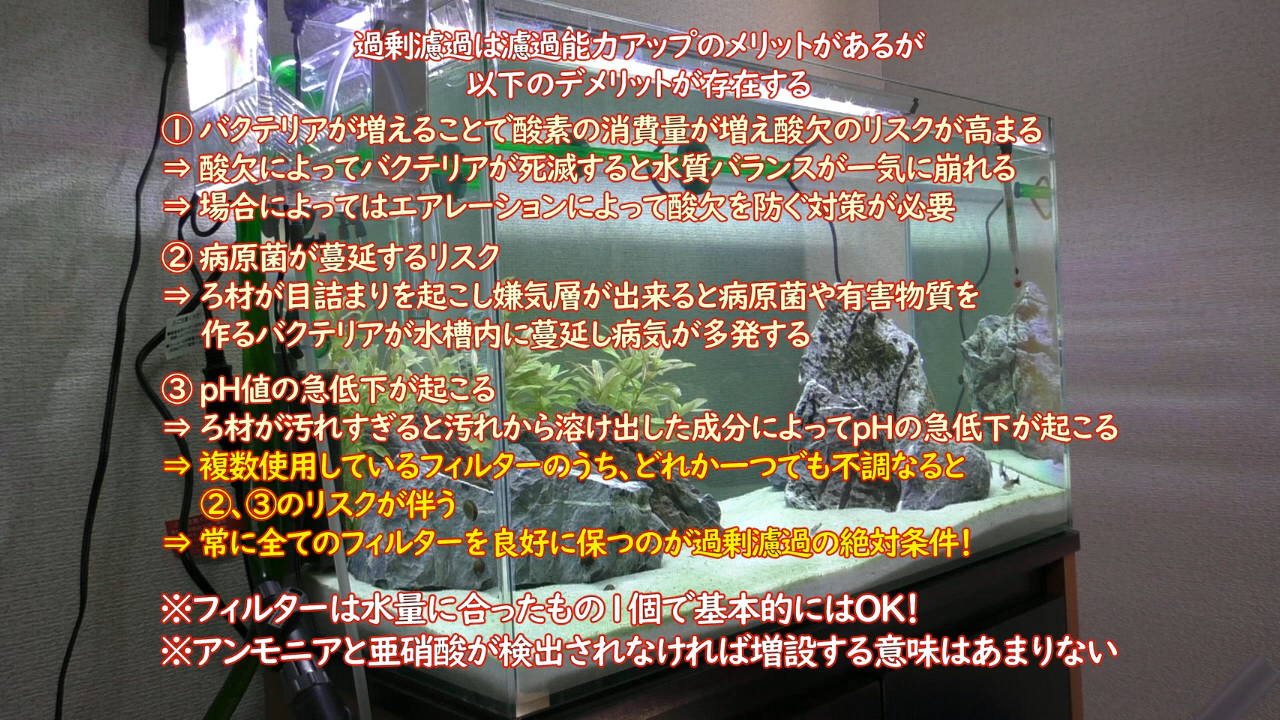 過剰濾過は濾過能力アップのメリットがあるが
以下のデメリットが存在する
① バクテリアが増えることで酸素の消費量が増え酸欠のリスクが高まる
⇒ 酸欠によってバクテリアが死滅すると水質バランスが一気に崩れる
⇒ 場合によってはエアレーションによって酸欠を防ぐ対策が必要
② 病原菌が蔓延するリスク
⇒ ろ材が目詰まりを起こし嫌気層が出来ると病原菌や有害物質を
作るバクテリアが水槽内に蔓延し病気が多発する
③ pH値の急低下が起こる
⇒ ろ材が汚れすぎると汚れから溶け出した成分によってpHの急低下が起こる
⇒ 複数使用しているフィルターのうち、どれか一つでも不調なると
②、③のリスクが伴う
⇒ 常に全てのフィルターを良好に保つのが過剰濾過の絶対条件!
※フィルターは水量に合ったもの1個で基本的にはOK!
※アンモニアと亜硝酸が検出されなければ増設する意味はあまりない